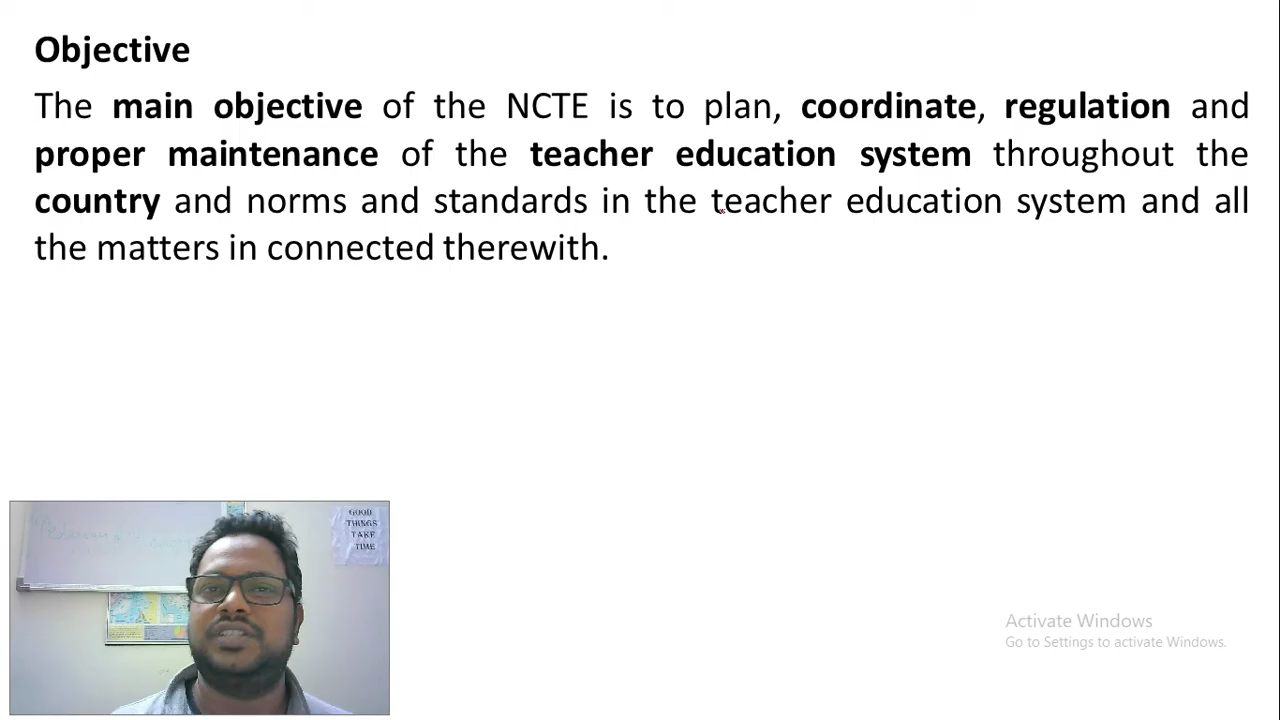 Objective
The main objective of the NCTE is to plan, coordinate, regulation and
proper maintenance of the teacher education system throughout the
country and norms and standards in the teacher education system and all
the matters in connected therewith.
GOOD
THINGS
TAKE
TIME
Activate Windows
Go to Settings to activate Windows.